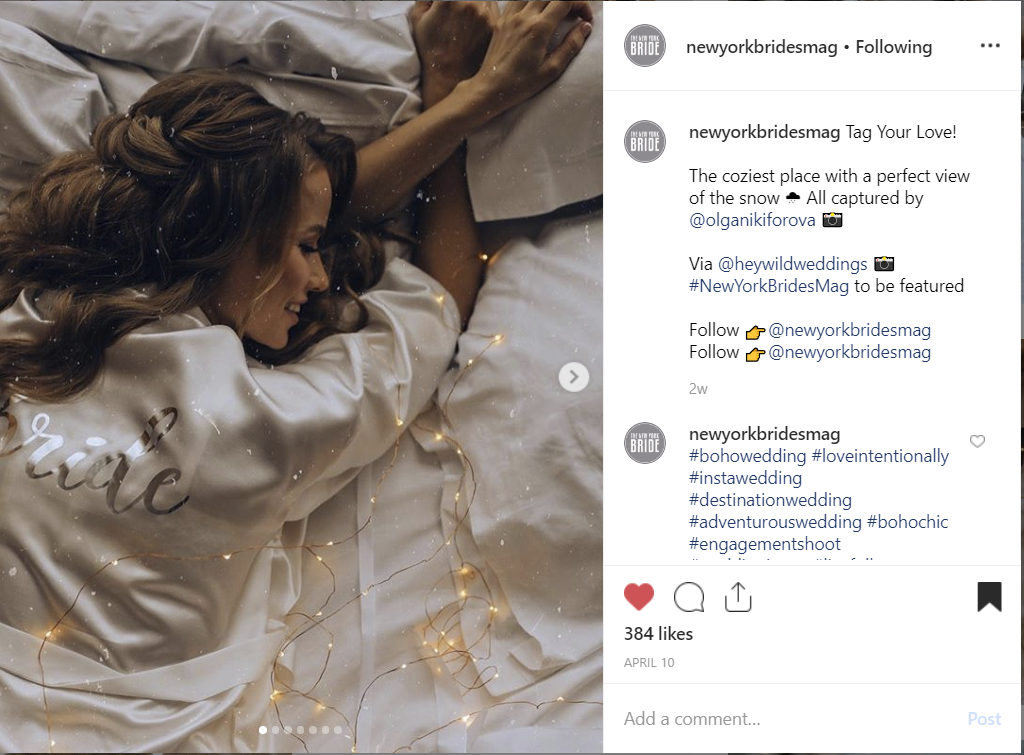 ride
THE NEW YORK
BRIDE
newyorkbridesmag • Following
THE NEW YORK
BRIDE
newyorkbridesmag Tag Your Love!
The coziest place with a perfect view
of the snow 🌨 All captured by
@olganikiforova 📸
Via @heywildweddings 📸
#NewYorkBridesMag to be featured
Follow 👉@newyorkbridesmag
Follow 👉@newyorkbridesmag
2w
THE NEW YORK
BRIDE
newyorkbridesmag
#bohowedding #loveintentionally
#instawedding
#destinationwedding
#adventurouswedding #bohochic
#engagementshoot
384 likes
APRIL 10
Add a comment...
Post